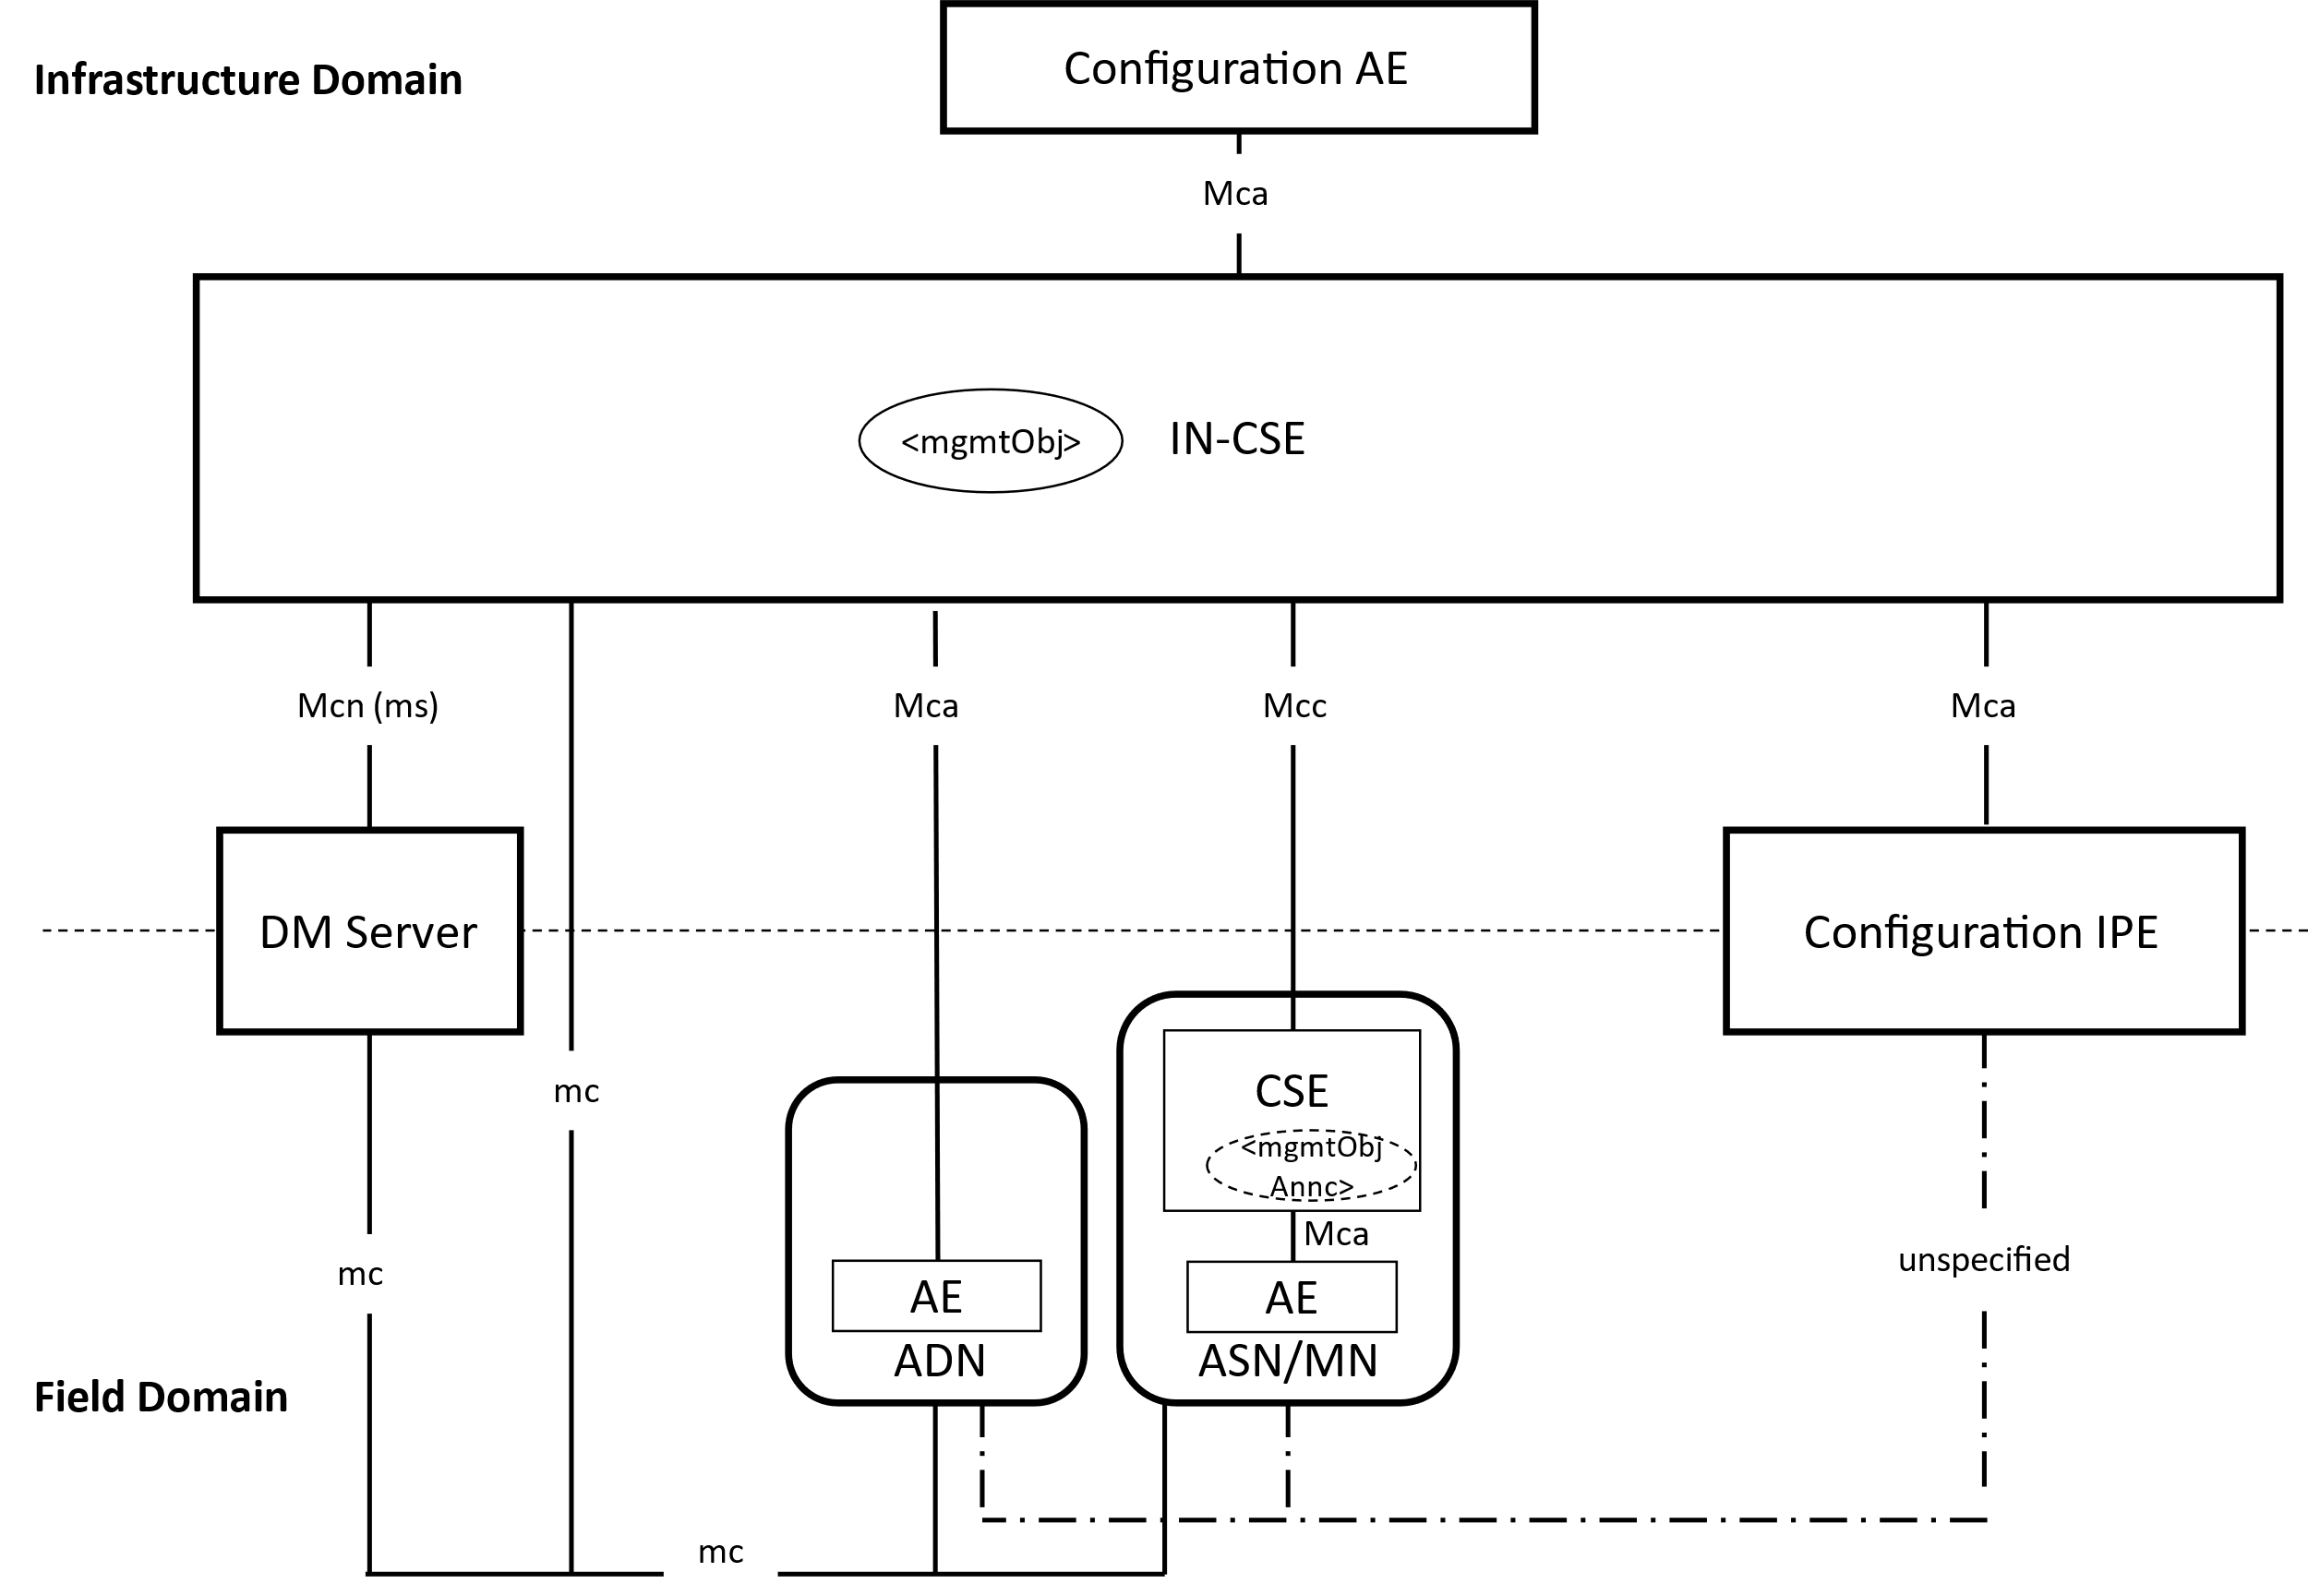 Configuration AE
Infrastructure Domain
Mca
<mgmtObj>
IN-CSE
Mcn (ms)
Mca
Mcc
Mca
DM Server
Configuration IPE
mc
CSE
<mgmtObj
Annc>
Mca
mc
unspecified
AE
AE
ADN
ASN/MN
Field Domain
mc